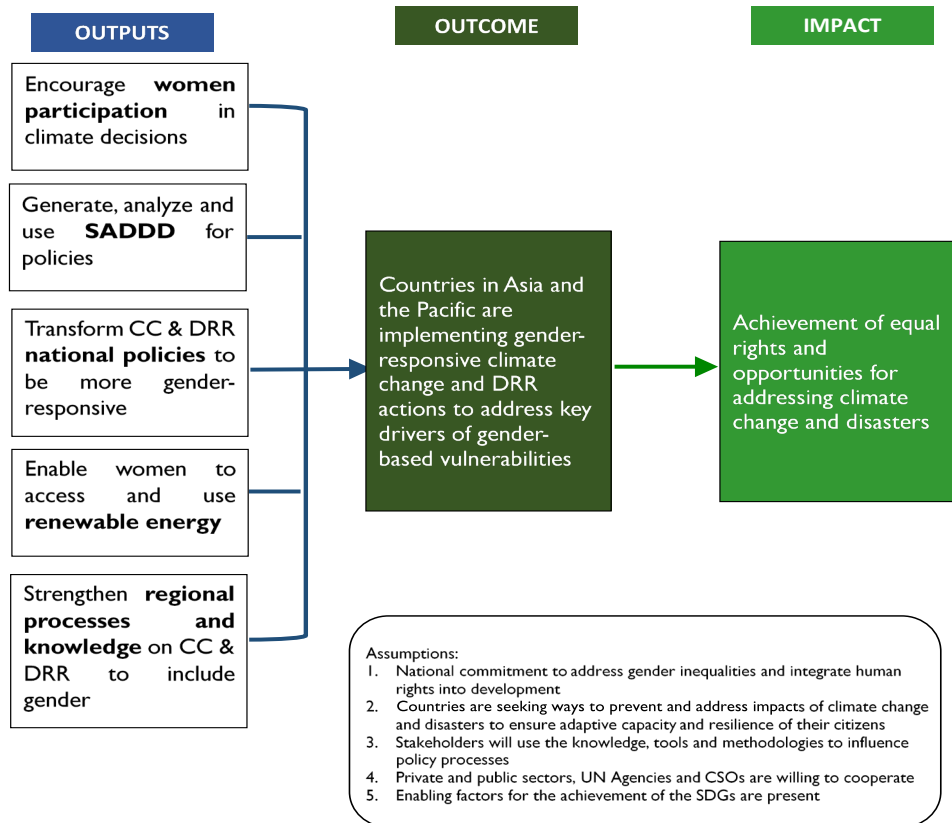 OUTPUTS
OUTCOME
IMPACT
Encourage women
participation in
climate decisions
Generate, analyze and
use SADDD for
policies
Transform CC & DRR
national policies to
be more gender-
responsive
Enable women to
access and use
renewable energy
Strengthen regional
processes and
knowledge on CC &
DRR to include
gender
Countries in Asia and
the Pacific are
implementing gender-
responsive climate
change and DRR
actions to address key
drivers of gender-
based vulnerabilities
Achievement of equal
rights and
opportunities for
addressing climate
change and disasters
Assumptions:
1. National commitment to address gender inequalities and integrate human
rights into development
2. Countries are seeking ways to prevent and address impacts of climate change
and disasters to ensure adaptive capacity and resilience of their citizens
3. Stakeholders will use the knowledge, tools and methodologies to influence
policy processes
4. Private and public sectors, UN Agencies and CSOs are willing to cooperate
5. Enabling factors for the achievement of the SDGs are present